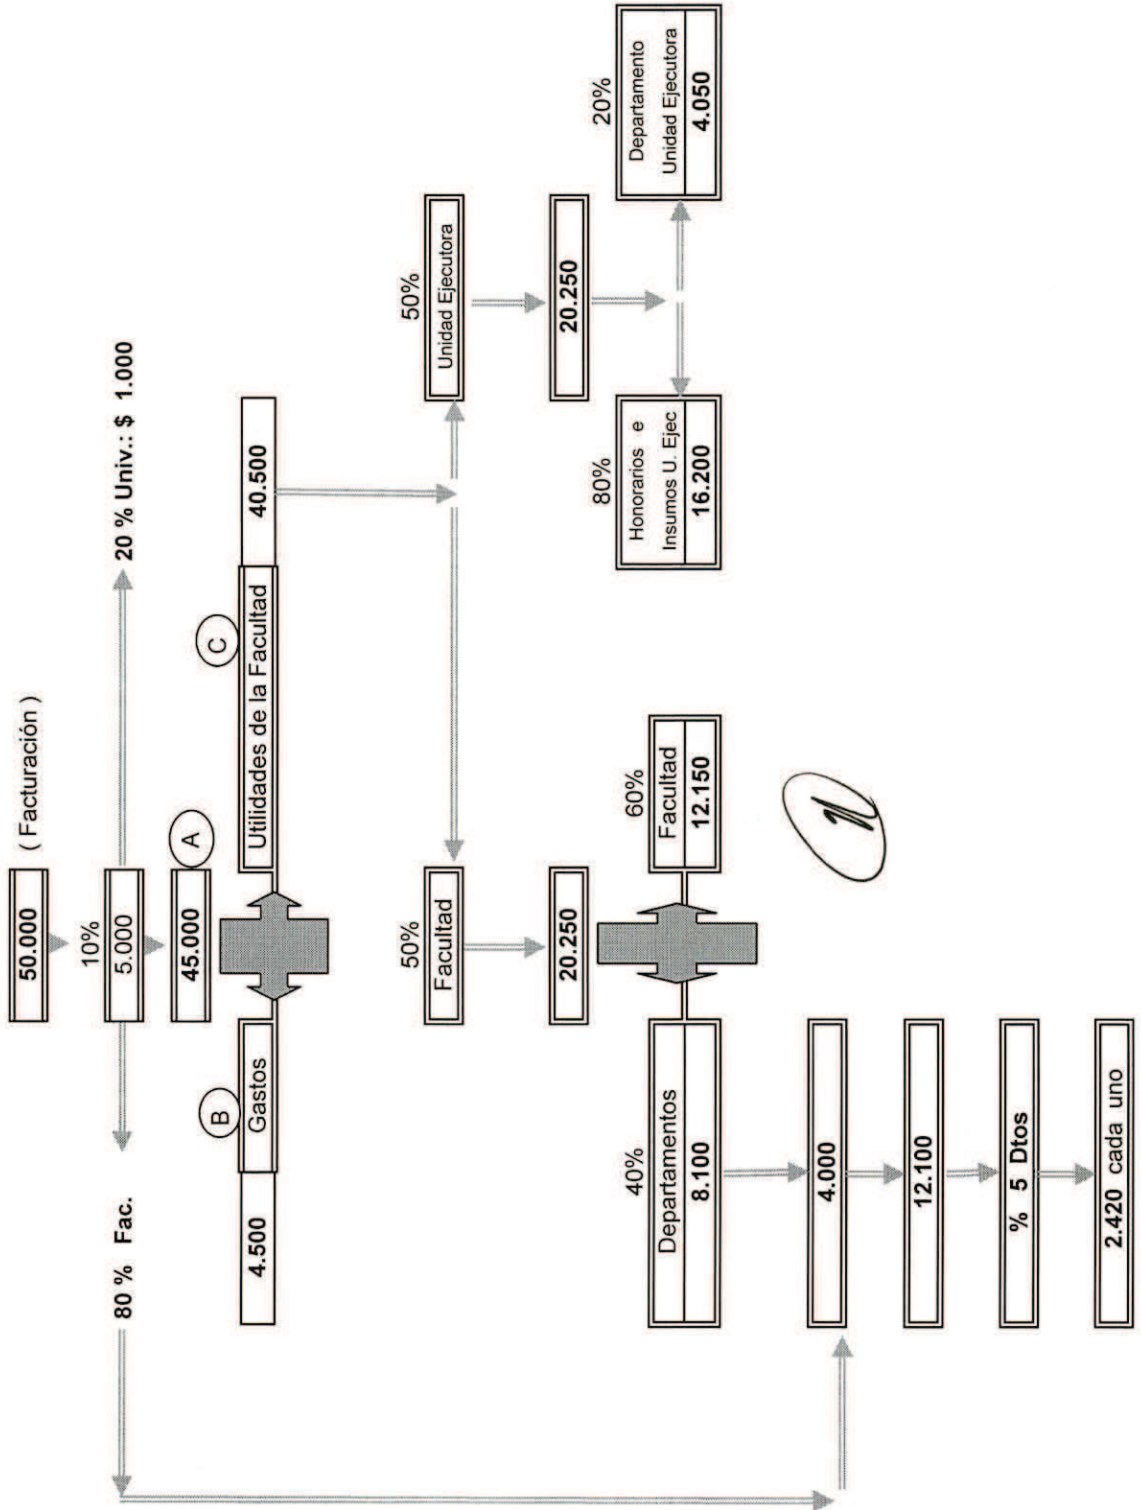 50.000
( Facturación )
10%
5.000
80 % Fac.
20 % Univ.: $ 1.000
45.000
A
B
C
4.500
Gastos
Utilidades de la Facultad
40.500
50%
Facultad
50%
Unidad Ejecutora
20.250
20.250
40%
Departamentos
8.100
60%
Facultad
12.150
80%
Honorarios e
Insumos U. Ejec
16.200
20%
Departamento
Unidad Ejecutora
4.050
4.000
12.100
% 5 Dtos
2.420 cada uno